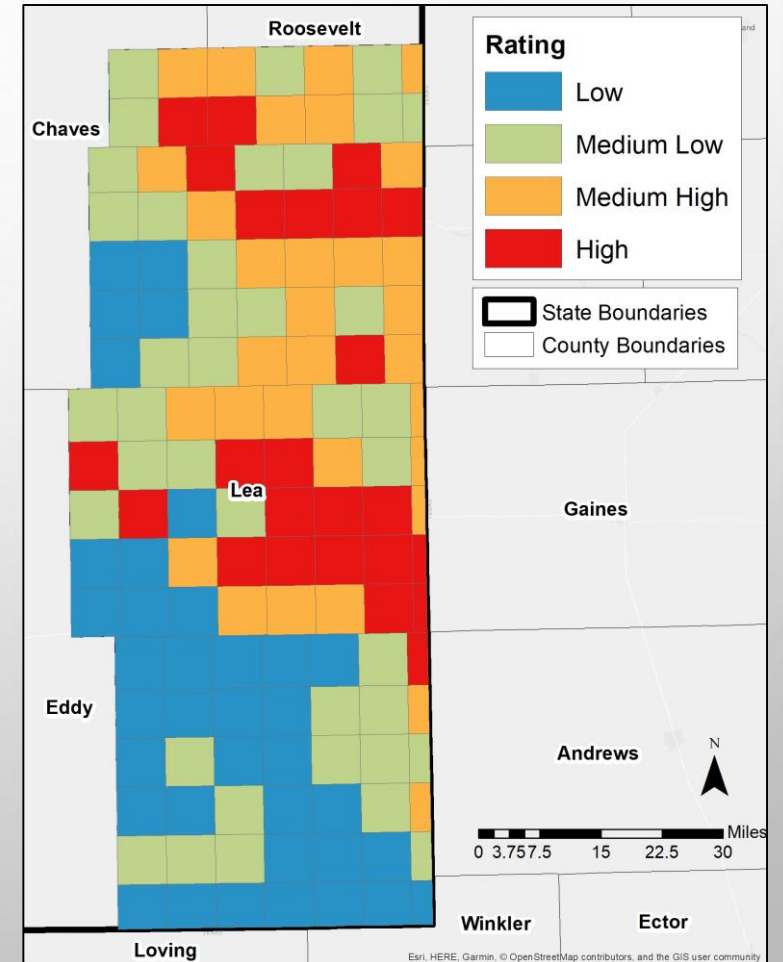 Roosevelt
Chaves
Lea
Eddy
Loving
Rating
Low
Medium Low
Medium High
High
State Boundaries
County Boundaries
Gaines
Andrews
N
Miles
0 3.75 7.5 15 22.5 30
Winkler
Ector
Esri, HERE, Garmin, © OpenStreetMap contributors, and the GIS user community